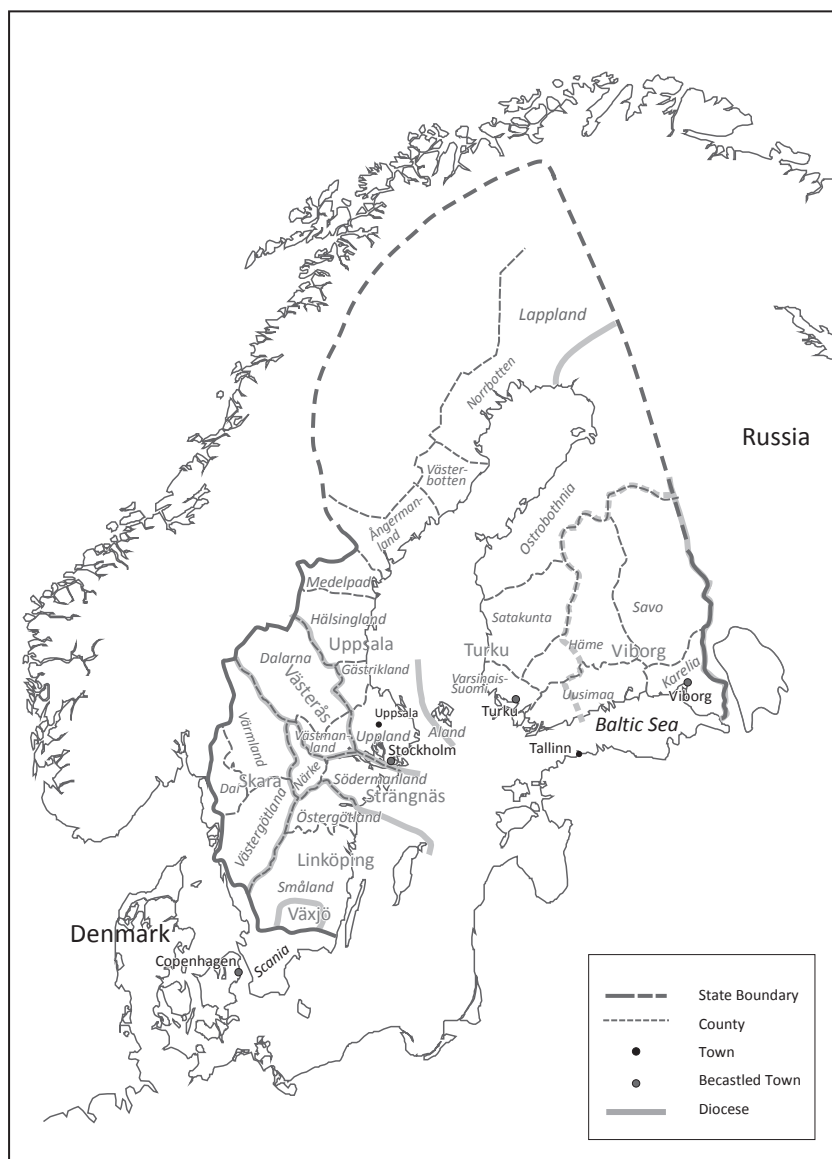 Lappland
Norrbotten
Russia
Väster-
botten
Ångerman-
land
Ostrobothnia
Medelpad
Hälsingland
Satakunta
Savo
Uppsala
Turku
Häme
Viborg
Dalarna
Gästrikland
Karelia
Västerås
Varsinais-
Suomi
Uusimaa
Viborg
Uppsala
Turku
Värmland
Västman-
land
Uppland
Åland
Baltic Sea
Stockholm
Tallinn
Dal
Skara
Närke
Södermanland
Strängnäs
Västergötland
Östergötland
Linköping
Småland
Växjö
Denmark
Copenhagen
Scania
State Boundary
County
Town
Becastled Town
Diocese